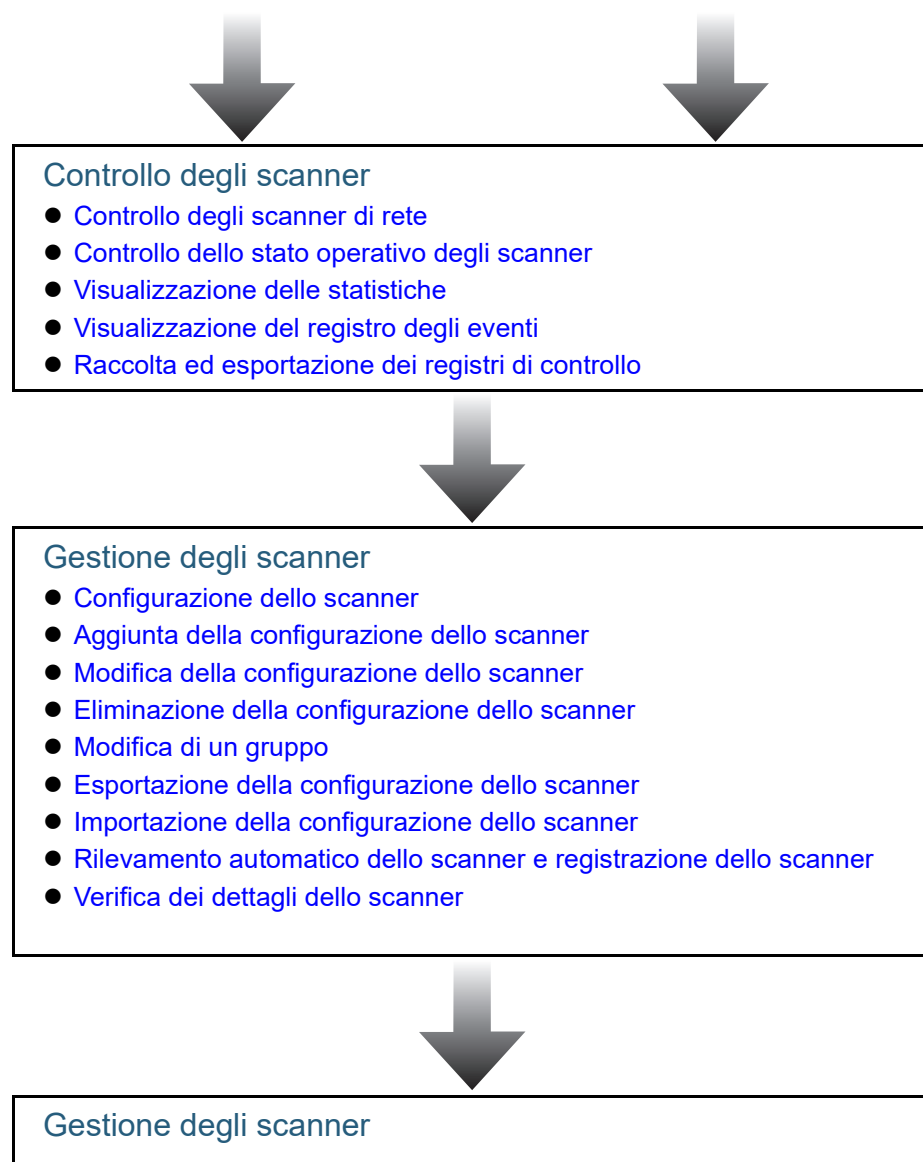 Controllo degli scanner
● Controllo degli scanner di rete
● Controllo dello stato operativo degli scanner
● Visualizzazione delle statistiche
● Visualizzazione del registro degli eventi
● Raccolta ed esportazione dei registri di controllo
Gestione degli scanner
● Configurazione dello scanner
● Aggiunta della configurazione dello scanner
● Modifica della configurazione dello scanner
● Eliminazione della configurazione dello scanner
● Modifica di un gruppo
● Esportazione della configurazione dello scanner
● Importazione della configurazione dello scanner
● Rilevamento automatico dello scanner e registrazione dello scanner
● Verifica dei dettagli dello scanner
Gestione degli scanner